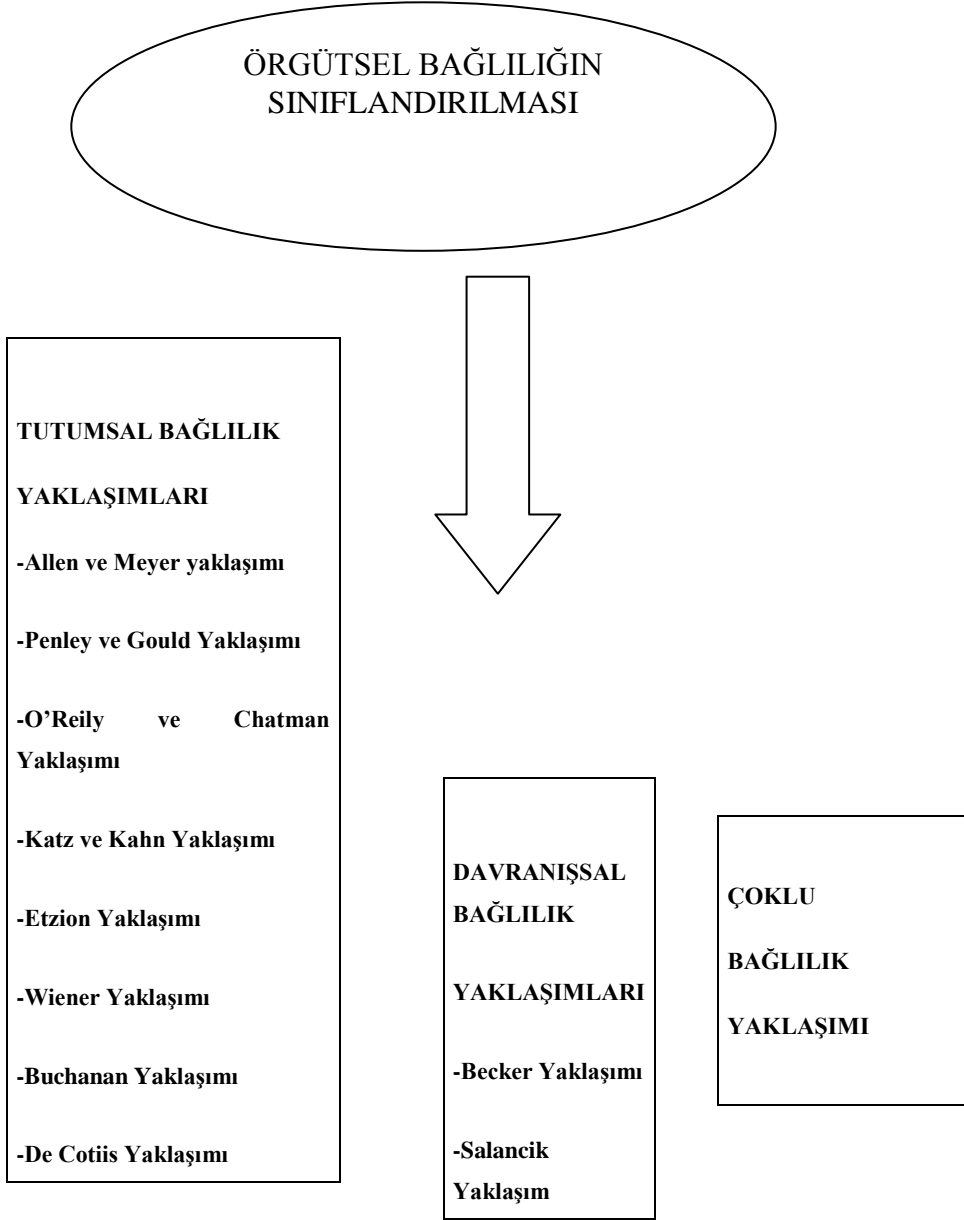 ÖRGÜTSEL BAĞLILIĞIN
SINIFLANDIRILMASI
TUTUMSAL BAĞLILIK
YAKLAŞIMLARI
-Allen ve Meyer yaklaşımı
-Penley ve Gould Yaklaşımı
-O’Reily ve Chatman
Yaklaşımı
-Katz ve Kahn Yaklaşımı
-Etzion Yaklaşımı
-Wiener Yaklaşımı
-Buchanan Yaklaşımı
-De Cotiis Yaklaşımı
DAVRANIŞSAL
BAĞLILIK
YAKLAŞIMLARI
-Becker Yaklaşımı
-Salancik
Yaklaşım
ÇOKLU
BAĞLILIK
YAKLAŞIMI